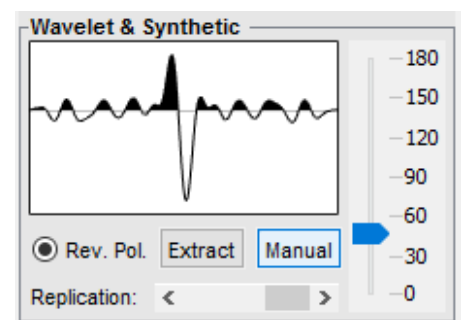 Wavelet & Synthetic
180
150
120
90
60
30
0
Rev. Pol. Extract Manual
Replication: